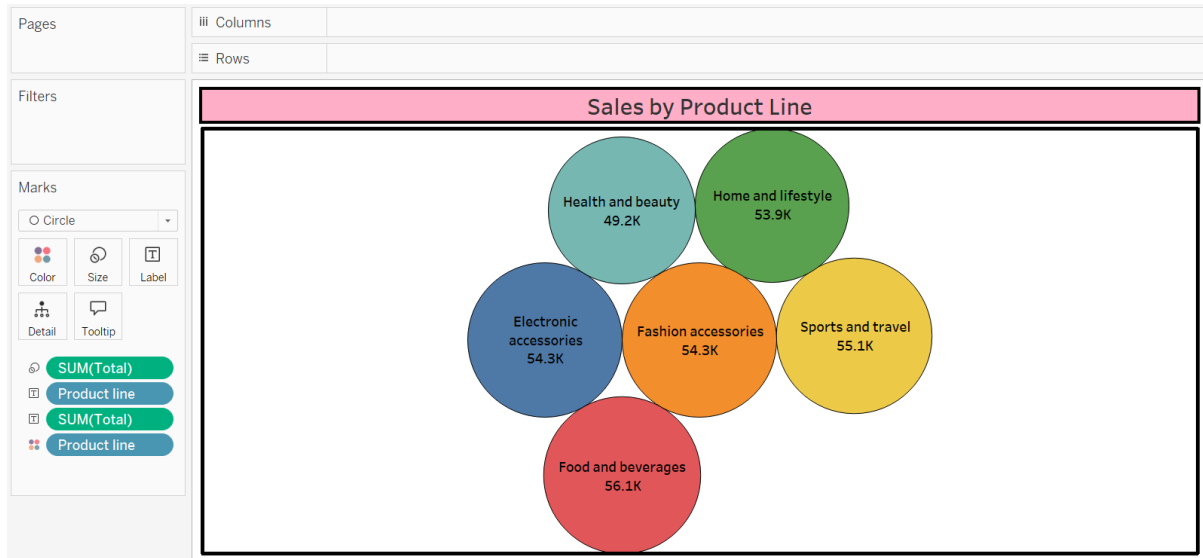 Pages
iii Columns
Rows
Filters
Sales by Product Line
Marks
Circle
Color
Size
Label
Detail
Tooltip
SUM(Total)
Product line
SUM(Total)
Product line
Health and beauty
49.2K
Home and lifestyle
53.9K
Electronic
accessories
54.3K
Fashion accessories
54.3K
Sports and travel
55.1K
Food and beverages
56.1K